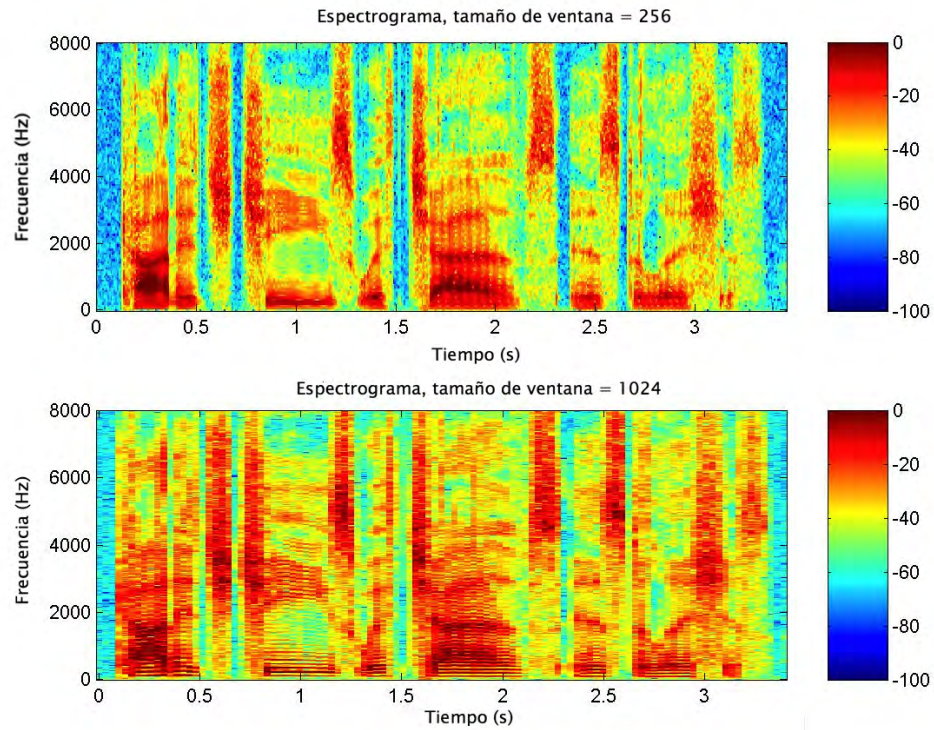 Espectrograma, tamaño de ventana = 256
Frecuencia (Hz)
8000
6000
4000
2000
0
0 0.5 1 1.5 2 2.5 3
Tiempo (s)
0
-20
-40
-60
-80
-100
Espectrograma, tamaño de ventana = 1024
Frecuencia (Hz)
8000
6000
4000
2000
0
0 0.5 1 1.5 2 2.5 3
Tiempo (s)
0
-20
-40
-60
-80
-100